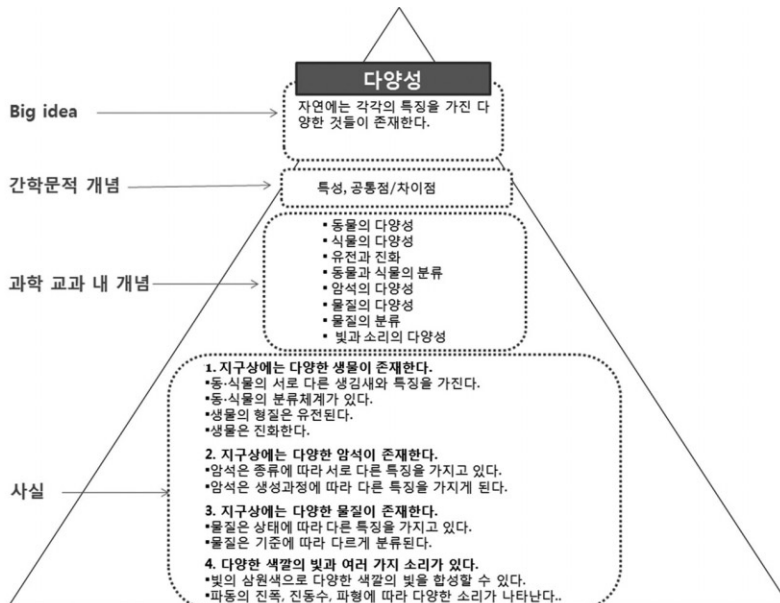 다양성
Big idea
자연에는 각각의 특징을 가진 다
양한 것들이 존재한다.
간학문적 개념
특성, 공통점/차이점
과학 교과 내 개념
▪ 동물의 다양성
▪ 식물의 다양성
▪ 유전과 진화
▪ 동물과 식물의 분류
▪ 암석의 다양성
▪ 물질의 다양성
▪ 물질의 분류
▪ 빛과 소리의 다양성
사실
1. 지구상에는 다양한 생물이 존재한다.
▪동·식물의 서로 다른 생김새와 특징을 가진다.
▪동·식물의 분류체계가 있다.
▪생물의 형질은 유전된다.
▪생물은 진화한다.
2. 지구상에는 다양한 암석이 존재한다.
▪암석은 종류에 따라 서로 다른 특징을 가지고 있다.
▪암석은 생성과정에 따라 다른 특징을 가지게 된다.
3. 지구상에는 다양한 물질이 존재한다.
▪물질은 상태에 따라 다른 특징을 가지고 있다.
▪물질은 기준에 따라 다르게 분류된다.
4. 다양한 색깔의 빛과 여러 가지 소리가 있다.
▪빛의 삼원색으로 다양한 색깔의 빛을 합성할 수 있다.
▪파동의 진폭, 진동수, 파형에 따라 다양한 소리가 나타난다..